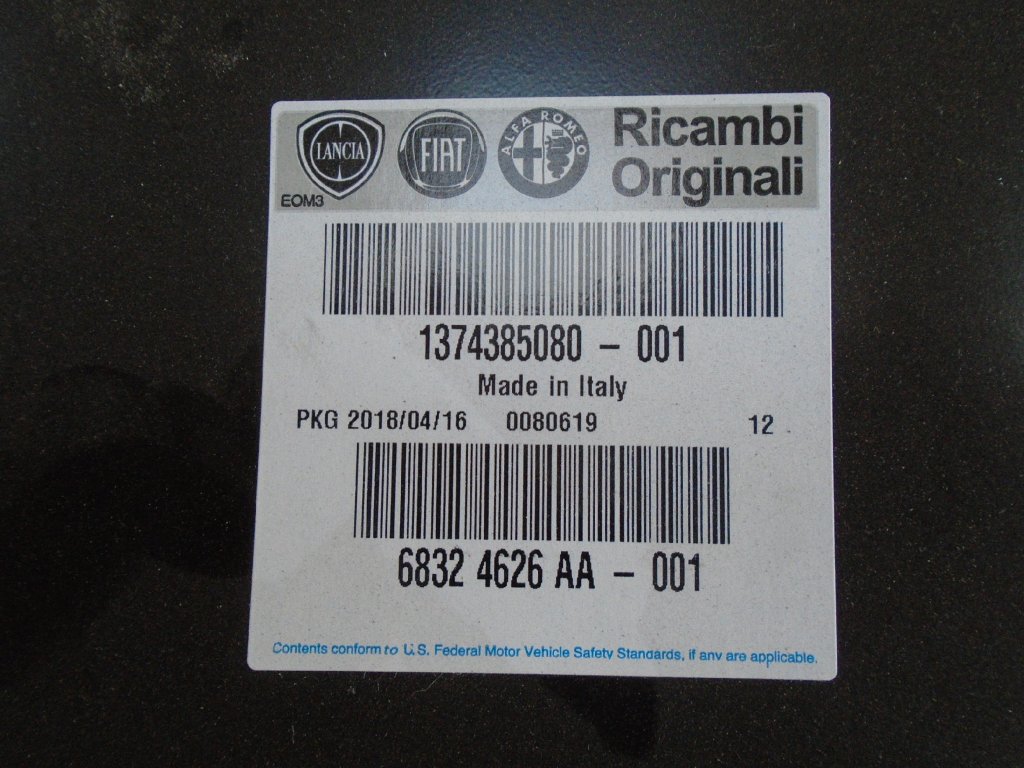 LANCIA FIAT ALFA ROMEO Ricambi
Originali
EOM3
1374385080 – 001
Made in Italy
PKG 2018/04/16 0080619 12
6832 4626 AA – 001
Contents conform to U.S. Federal Motor Vehicle Safety Standards, if any are applicable.